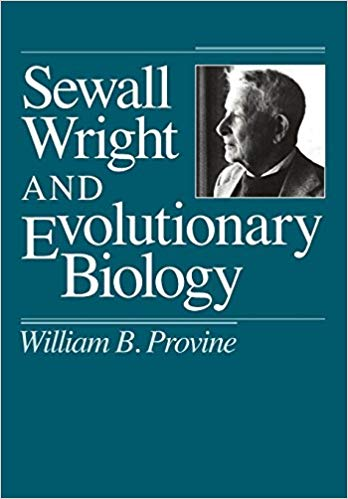 Sewall
Wright
AND
Evolutionary
Biology
William B. Provine